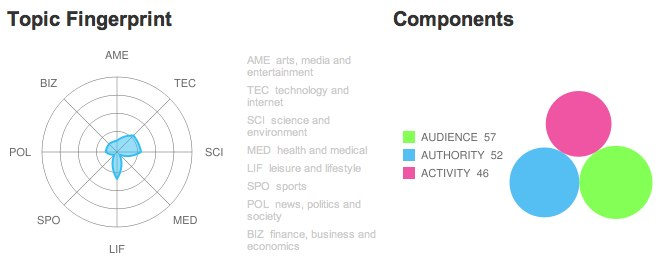 Topic Fingerprint
AME
BIZ
TEC
POL
SCI
SPO
MED
LIF
AME arts, media and
entertainment
TEC technology and
internet
SCI science and
environment
MED health and medical
LIF leisure and lifestyle
SPO sports
POL news, politics and
society
BIZ finance, business and
economics
Components
AUDIENCE 57
AUTHORITY 52
ACTIVITY 46